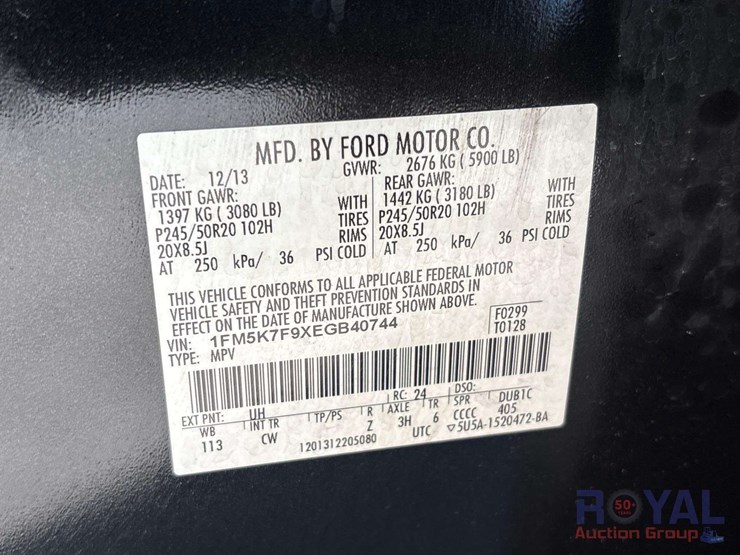 MFD. BY FORD MOTOR CO.
DATE: 12/13 GVWR: 2676 KG ( 5900 LB)
FRONT GAWR: REAR GAWR:
1397 KG ( 3080 LB) WITH 1442 KG ( 3180 LB) WITH
P245/50R20 102H TIRES P245/50R20 102H TIRES
20X8.5J RIMS 20X8.5J RIMS
AT 250 kPa/ 36 PSI COLD AT 250 kPa/ 36 PSI COLD
THIS VEHICLE CONFORMS TO ALL APPLICABLE FEDERAL MOTOR
VEHICLE SAFETY AND THEFT PREVENTION STANDARDS IN
EFFECT ON THE DATE OF MANUFACTURE SHOWN ABOVE.
VIN: 1FM5K7F9XEGB40744 F0299
TYPE: MPV T0128
EXT PNT: UH RC: 24 DSO:
WB INT TR TP/PS R AXLE TR SPR DUB1C
113 CW Z 3H 6 CCCC 405
1201312205080 UTC ▽5U5A-1520472-BA
ROYAL
50
Auction Group